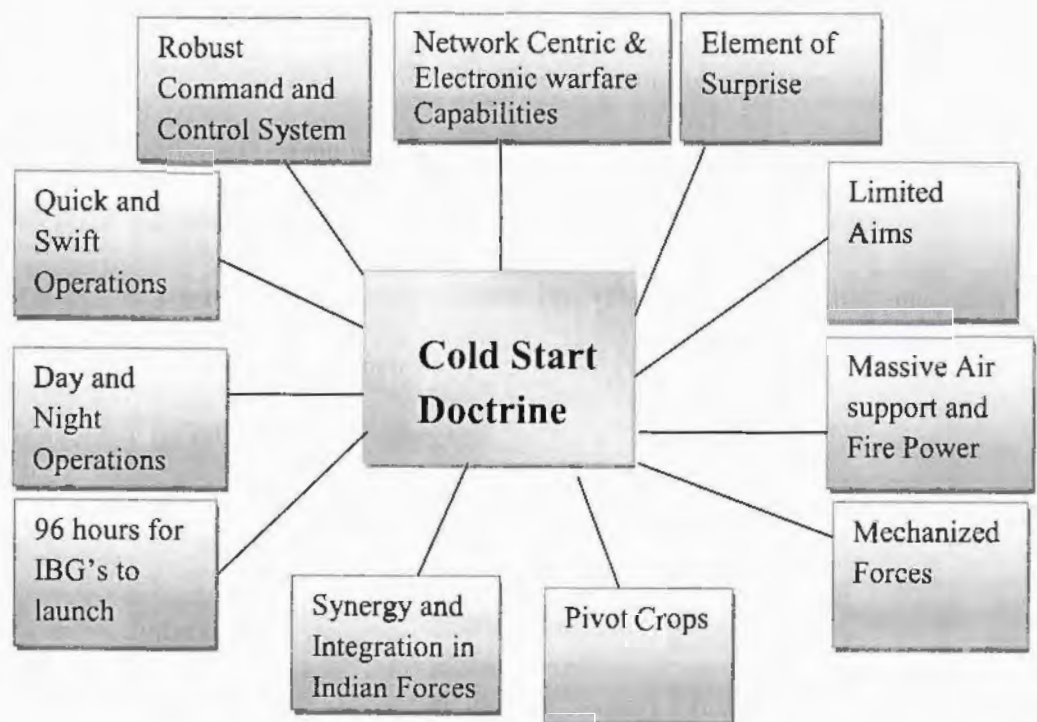 Robust
Command and
Control System
Network Centric &
Electronic warfare
Capabilities
Element of
Surprise
Quick and
Swift
Operations
Limited
Aims
Cold Start
Doctrine
Day and
Night
Operations
Massive Air
support and
Fire Power
96 hours for
IBG's to
launch
Mechanized
Forces
Synergy and
Integration in
Indian Forces
Pivot Crops